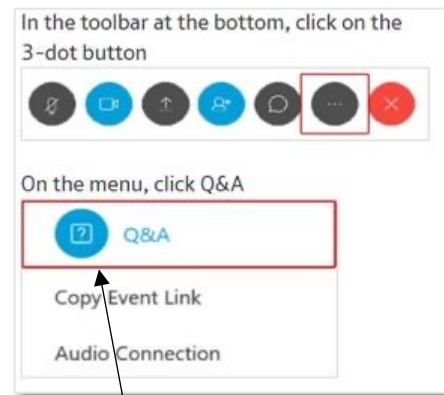 In the toolbar at the bottom, click on the
3-dot button
On the menu, click Q&A
Q&A
Copy Event Link
Audio Connection